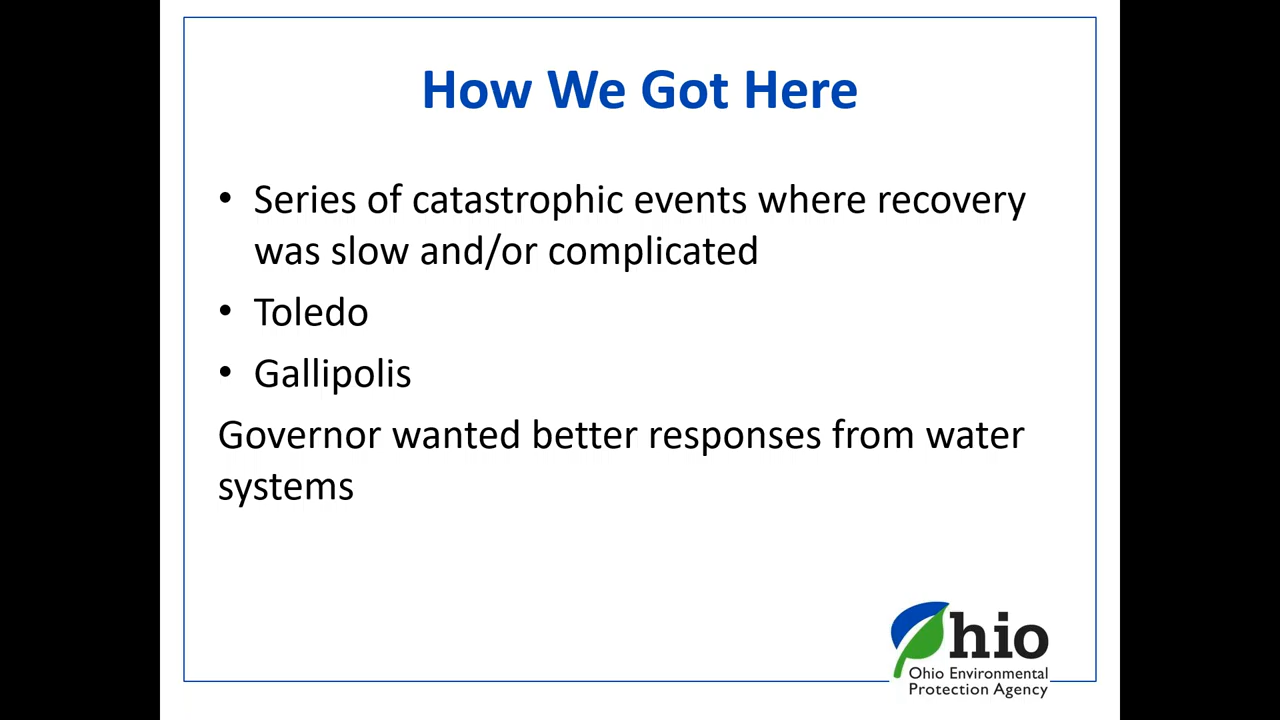 How We Got Here
• Series of catastrophic events where recovery
was slow and/or complicated
• Toledo
• Gallipolis
Governor wanted better responses from water
systems
Ohio
Ohio Environmental
Protection Agency